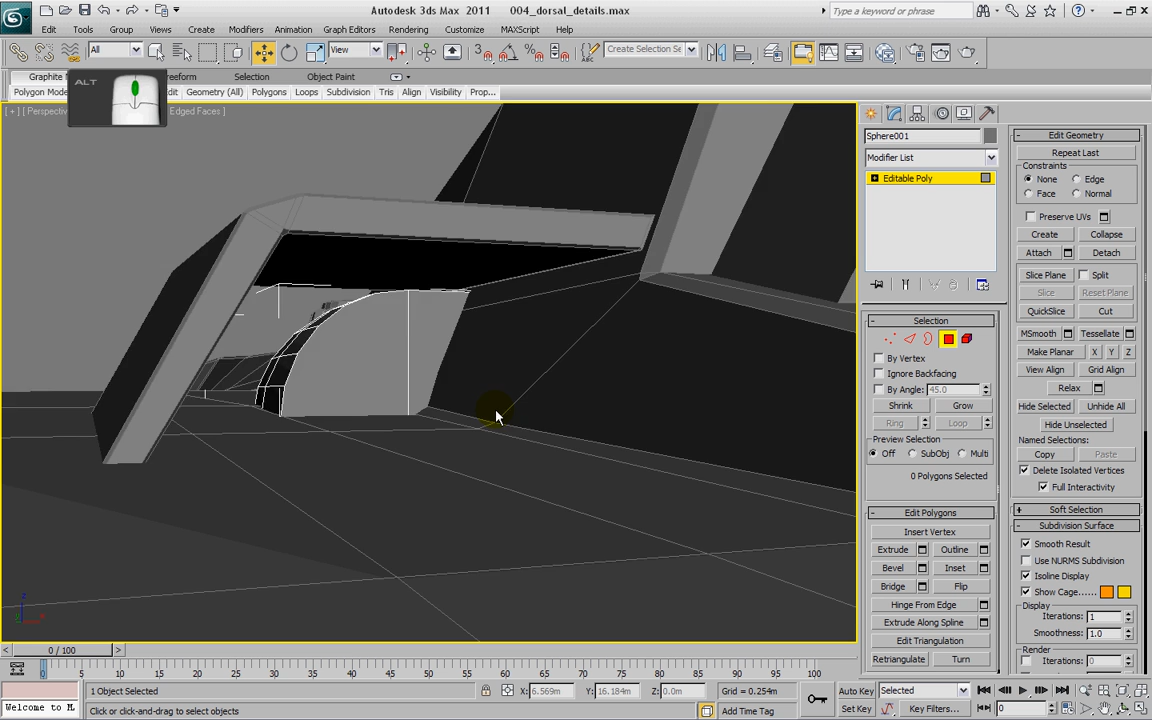 Autodesk 3ds Max 2011    004_dorsal_details.max
Type a keyword or phrase
Edit Tools Group Views Create Modifiers Animation Graph Editors Rendering Customize MAXScript Help
All View Create Selection Se
Selection Object Paint
ALT
Geometry (All) Polygons Loops Subdivision Tris Align Visibility Prop...
Edged Faces ]
Sphere001
Modifier List
Editable Poly
Selection
By Vertex
Ignore Backfacing
By Angle: 45.0
Shrink Grow
Ring Loop
Preview Selection
Off SubObj Multi
0 Polygons Selected
Edit Polygons
Insert Vertex
Extrude Outline
Bevel Inset
Bridge Flip
Hinge From Edge
Extrude Along Spline
Edit Triangulation
Retriangulate Turn
Edit Geometry
Repeat Last
Constraints
None Edge
Face Normal
Preserve UVs
Create Collapse
Attach Detach
Slice Plane Split
Slice Reset Plane
QuickSlice Cut
MSmooth Tessellate
Make Planar X Y Z
View Align Grid Align
Relax
Hide Selected Unhide All
Hide Unselected
Named Selections:
Copy Paste
Delete Isolated Vertices
Full Interactivity
Soft Selection
Subdivision Surface
Smooth Result
Use NURMS Subdivision
Isoline Display
Show Cage......
Display
Iterations: 1
Smoothness: 1.0
Render
Iterations: 0
0 / 100
0 5 10 15 20 25 30 35 40 45 50 55 60 65 70 75 80 85 90 95 100
1 Object Selected X: 6.569m Y: 16.184m Z: 0.0m Grid = 0.254m Auto Key Selected
Welcome to M Click or click-and-drag to select objects Add Time Tag Set Key Key Filters... 0